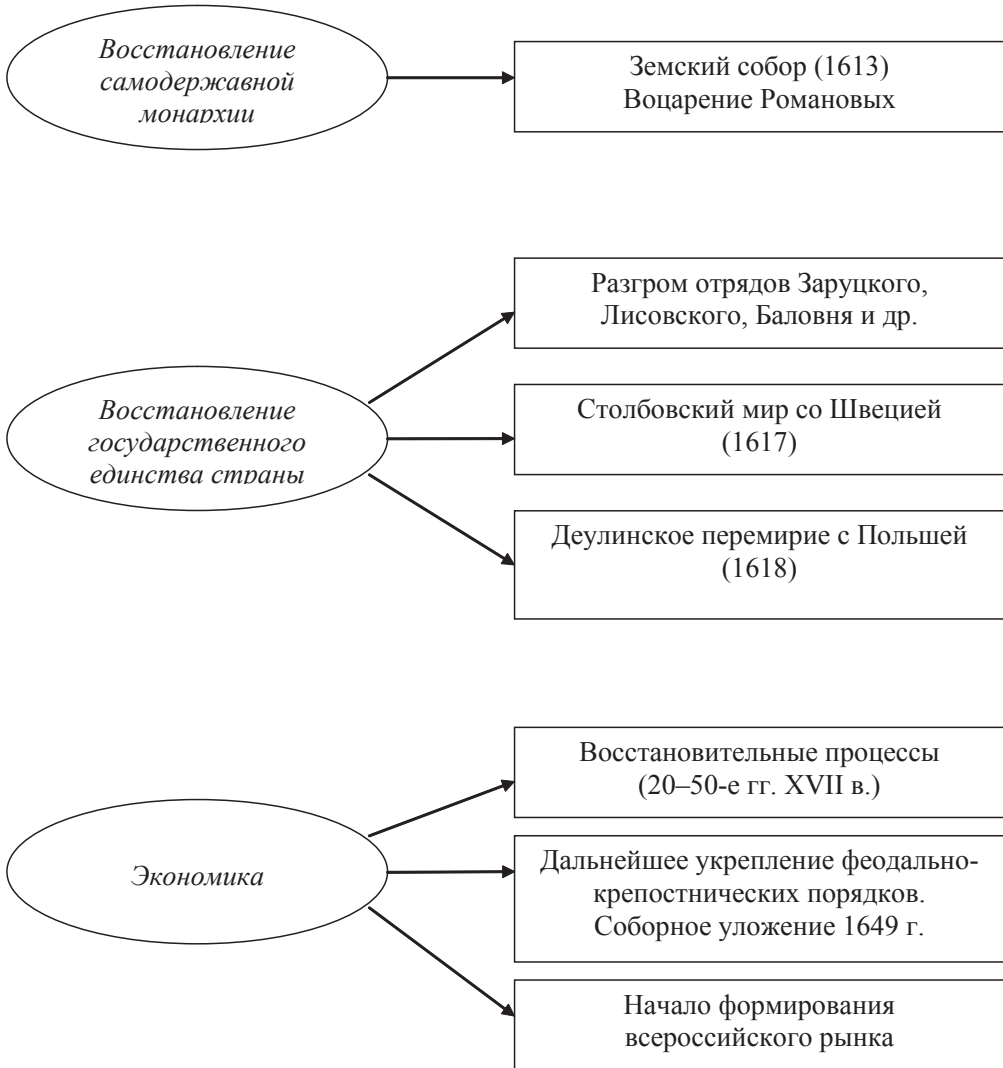 Восстановление
самодержавной
монархии
Земский собор (1613)
Воцарение Романовых
Восстановление
государственного
единства страны
Разгром отрядов Заруцкого,
Лисовского, Баловня и др.
Столбовский мир со Швецией
(1617)
Деулинское перемирие с Польшей
(1618)
Экономика
Восстановительные процессы
(20–50-е гг. XVII в.)
Дальнейшее укрепление феодально-
крепостнических порядков.
Соборное уложение 1649 г.
Начало формирования
всероссийского рынка